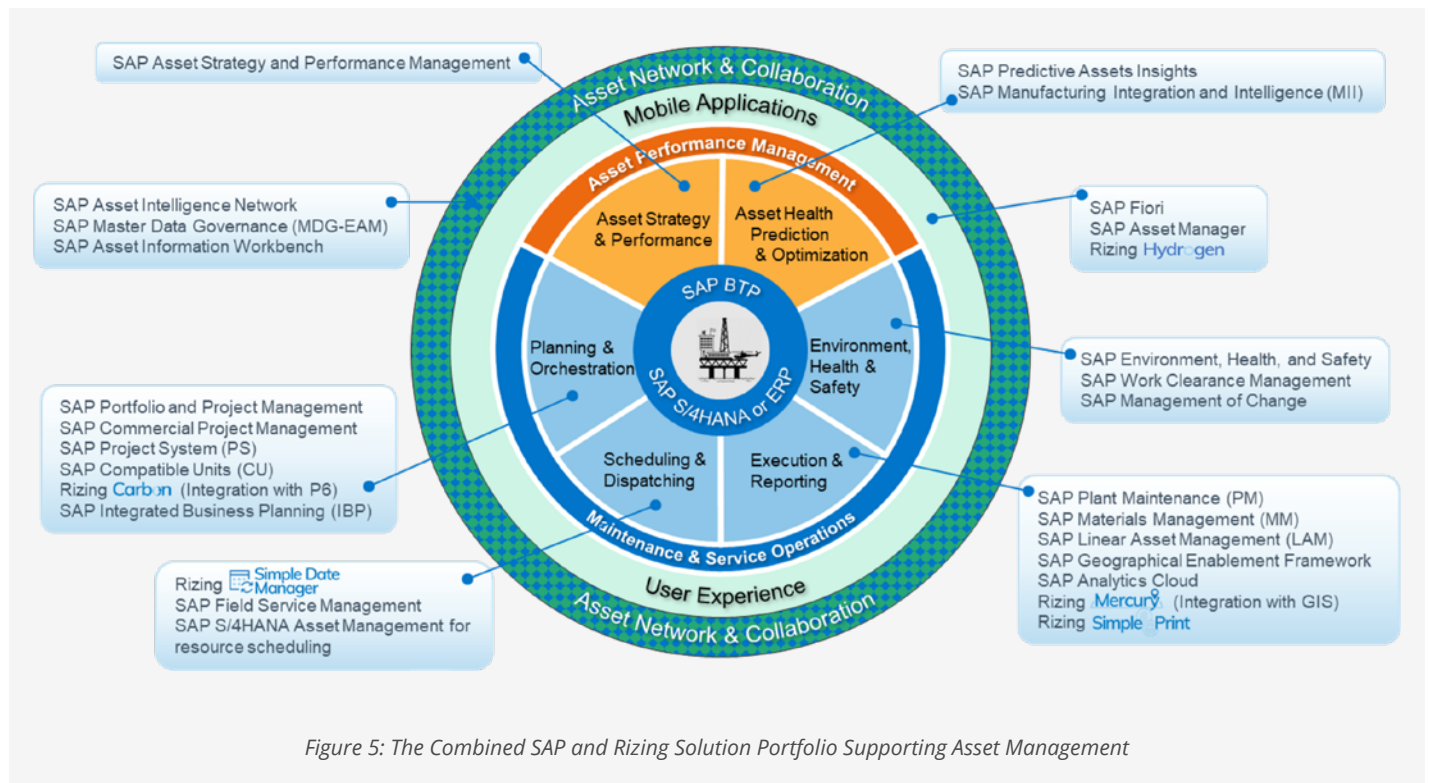 SAP Asset Strategy and Performance Management
SAP Predictive Assets Insights
SAP Manufacturing Integration and Intelligence (MII)
Asset Network & Collaboration
Mobile Applications
Asset Performance Management
Asset Strategy
& Performance
Asset Health
Prediction
& Optimization
SAP Asset Intelligence Network
SAP Master Data Governance (MDG-EAM)
SAP Asset Information Workbench
SAP Fiori
SAP Asset Manager
Rizing Hydrogen
SAP BTP
SAP S/4HANA or ERP
Planning &
Orchestration
Environment,
Health &
Safety
SAP Environment, Health, and Safety
SAP Work Clearance Management
SAP Management of Change
SAP Portfolio and Project Management
SAP Commercial Project Management
SAP Project System (PS)
SAP Compatible Units (CU)
Rizing Carbon (Integration with P6)
SAP Integrated Business Planning (IBP)
Scheduling &
Dispatching
Execution &
Reporting
SAP Plant Maintenance (PM)
SAP Materials Management (MM)
SAP Linear Asset Management (LAM)
SAP Geographical Enablement Framework
SAP Analytics Cloud
Rizing Mercury (Integration with GIS)
Rizing Simple Print
Maintenance & Service Operations
User Experience
Asset Network & Collaboration
Rizing Simple Date
Manager
SAP Field Service Management
SAP S/4HANA Asset Management for
resource scheduling
Figure 5: The Combined SAP and Rizing Solution Portfolio Supporting Asset Management